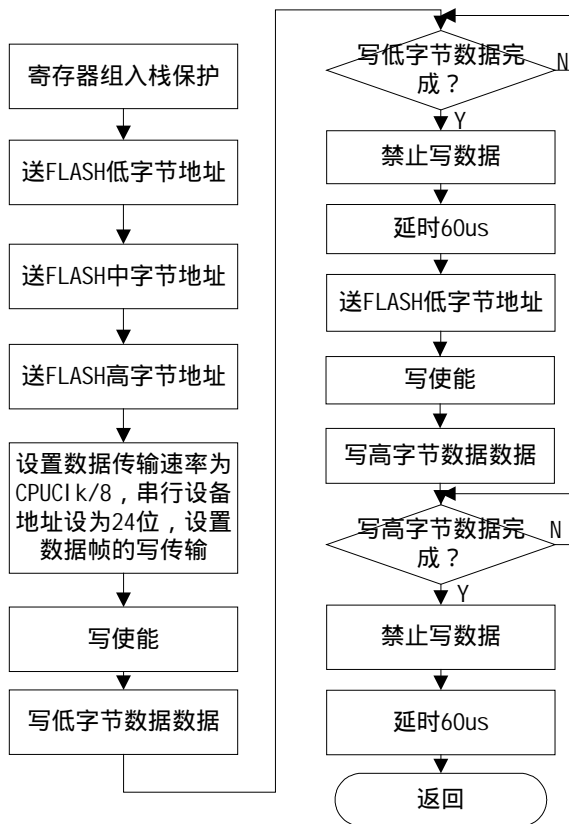 寄存器组入栈保护
送FLASH低字节地址
送FLASH中字节地址
送FLASH高字节地址
设置数据传输速率为
CPUClk/8，串行设备
地址设为24位，设置
数据帧的写传输
写使能
写低字节数据数据
写低字节数据完
成？
N
Y
禁止写数据
延时60us
送FLASH低字节地址
写使能
写高字节数据数据
写高字节数据完
成？
N
Y
禁止写数据
延时60us
返回